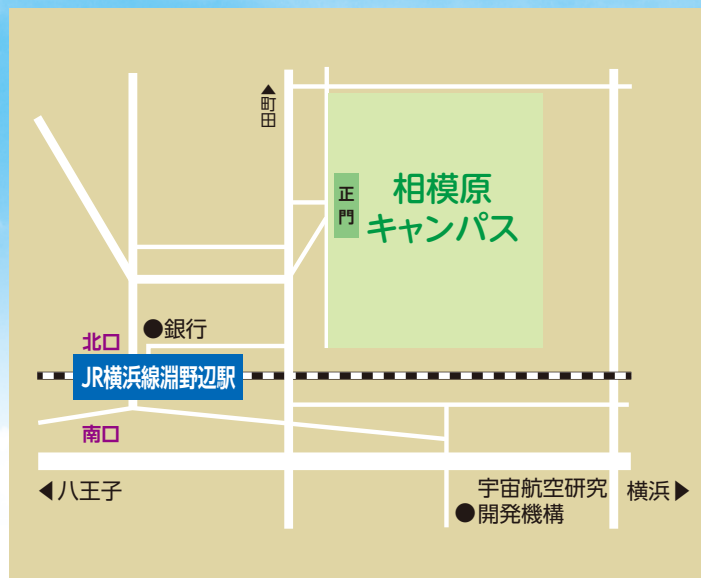 ▲町田
正門
相模原
キャンパス
●銀行
北口
JR横浜線淵野辺駅
南口
◀八王子
宇宙航空研究
●開発機構
横浜▶